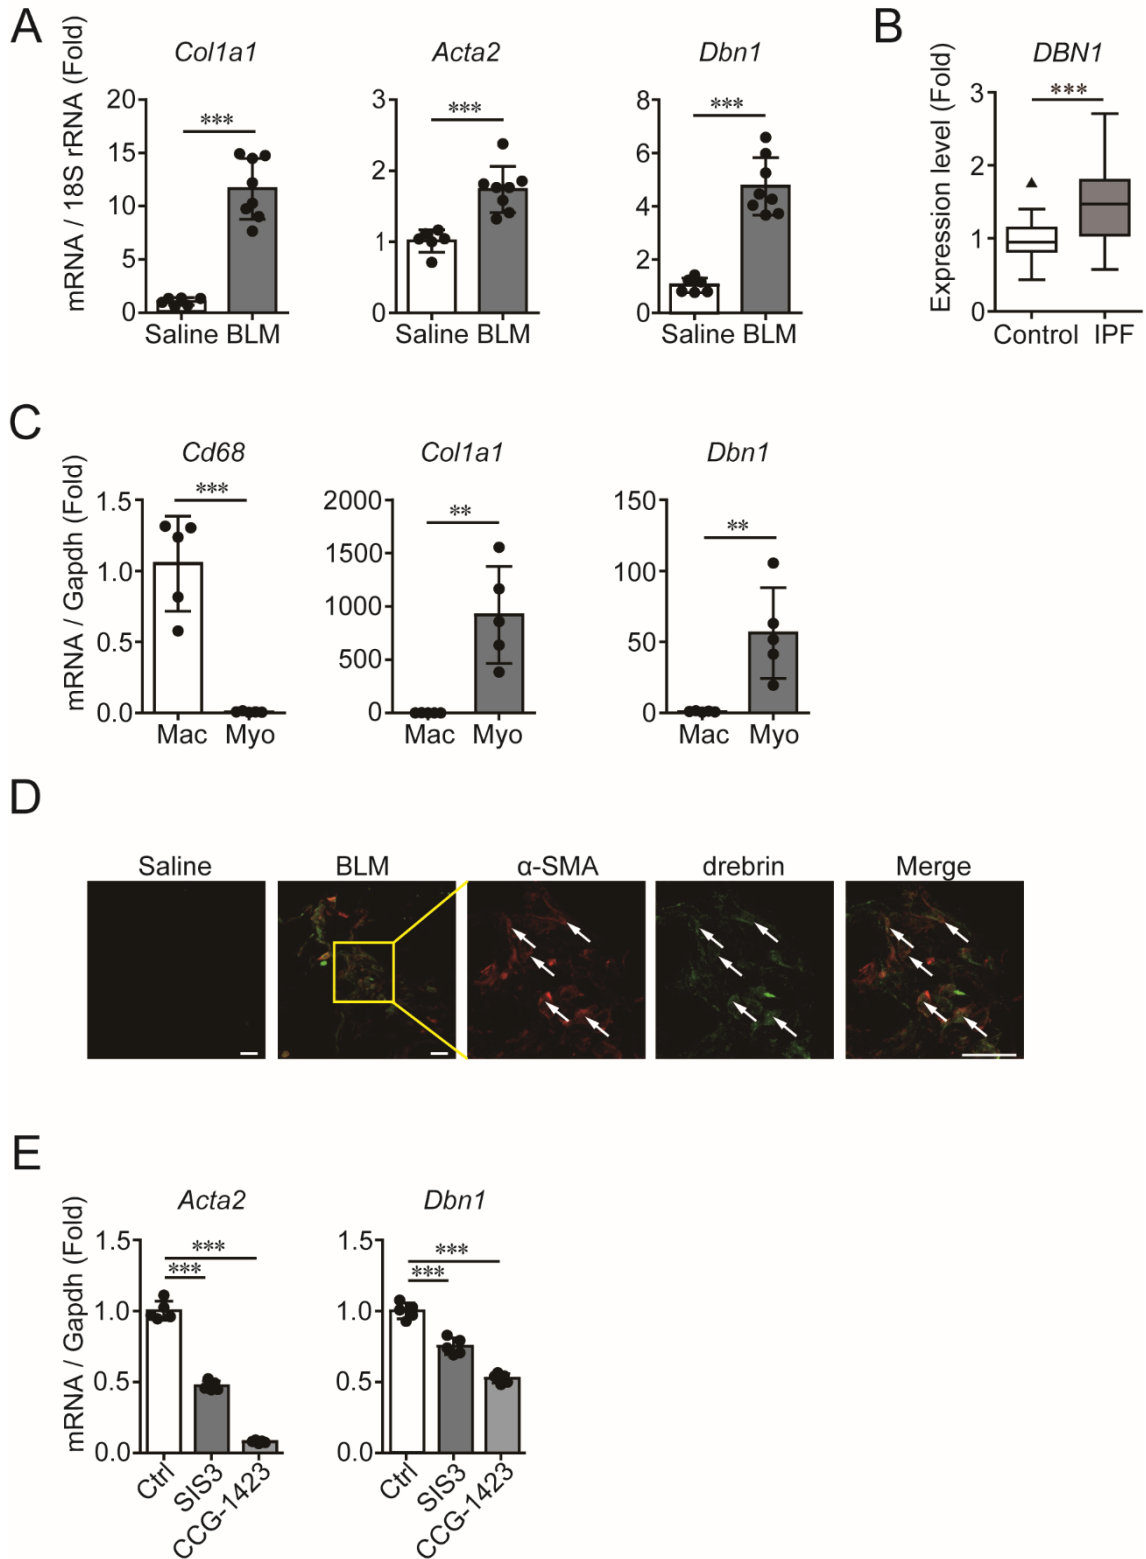 A
Col1a1
Acta2
Dbn1
mRNA / 18S rRNA (Fold)
20
15
10
5
0
***
Saline BLM
3
2
1
0
***
Saline BLM
8
6
4
2
0
***
Saline BLM
B
DBN1
Expression level (Fold)
3
2
1
0
***
Control IPF
C
Cd68
Col1a1
Dbn1
mRNA / Gapdh (Fold)
1.5
1.0
0.5
0.0
***
Mac Myo
2000
1500
1000
500
0
**
Mac Myo
150
100
50
0
**
Mac Myo
D
Saline
BLM
α-SMA
drebrin
Merge
E
Acta2
Dbn1
mRNA / Gapdh (Fold)
1.5
1.0
0.5
0.0
***
***
Ctrl
SIS3
CCG-1423
1.5
1.0
0.5
0.0
***
***
Ctrl
SIS3
CCG-1423